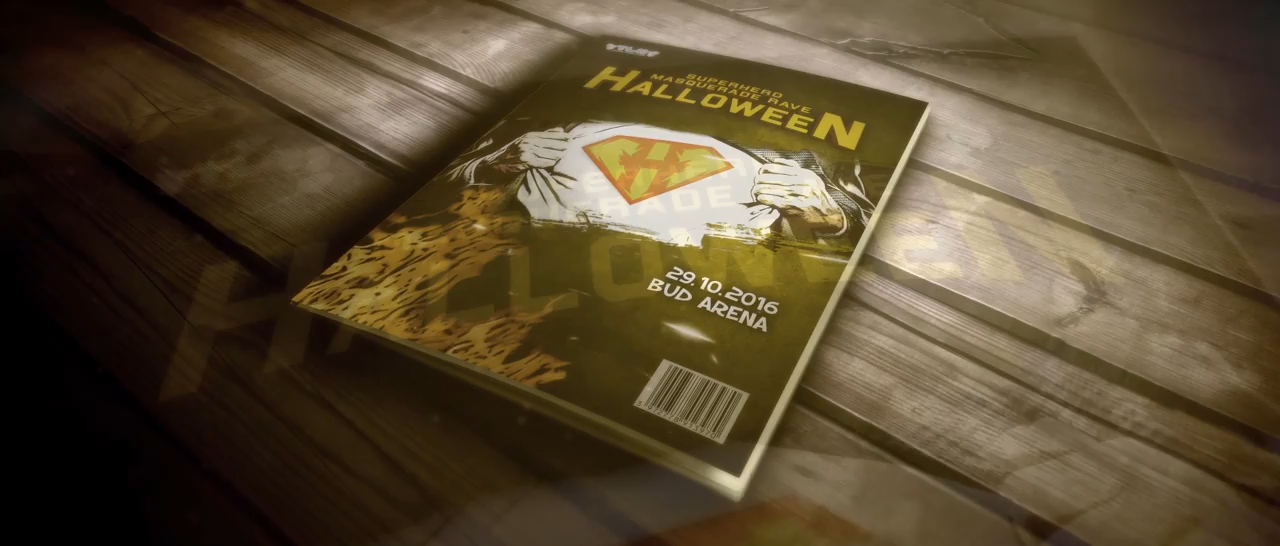 SUPERHERO
MASQUERADE RAVE
HALLOWEEN
H
29.10.2016
BUD ARENA